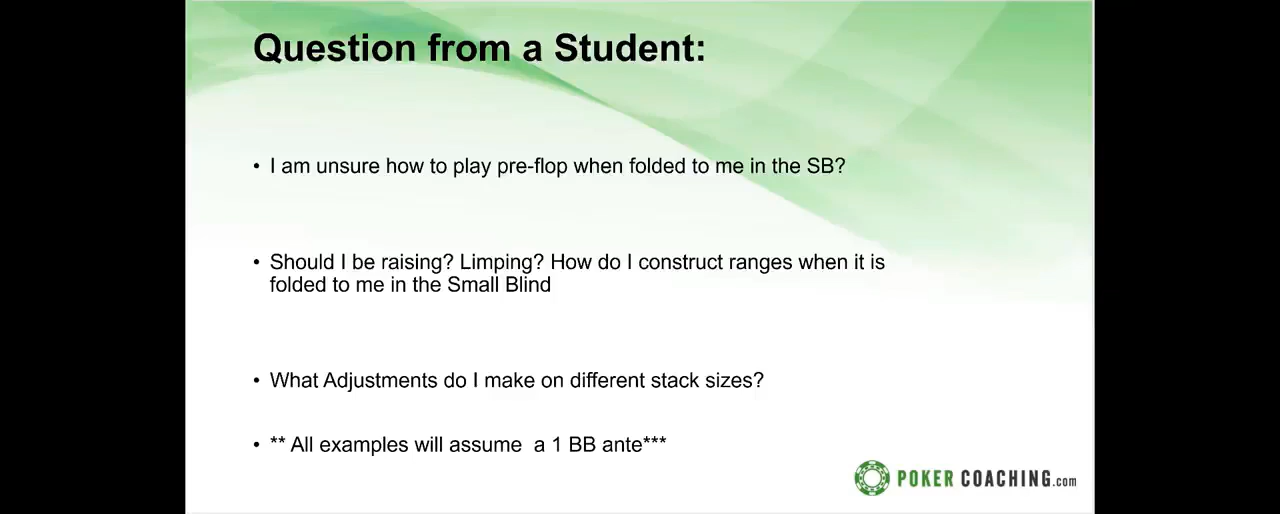 Question from a Student:
• I am unsure how to play pre-flop when folded to me in the SB?
• Should I be raising? Limping? How do I construct ranges when it is
folded to me in the Small Blind
• What Adjustments do I make on different stack sizes?
• ** All examples will assume  a 1 BB ante***
POKER COACHING.com